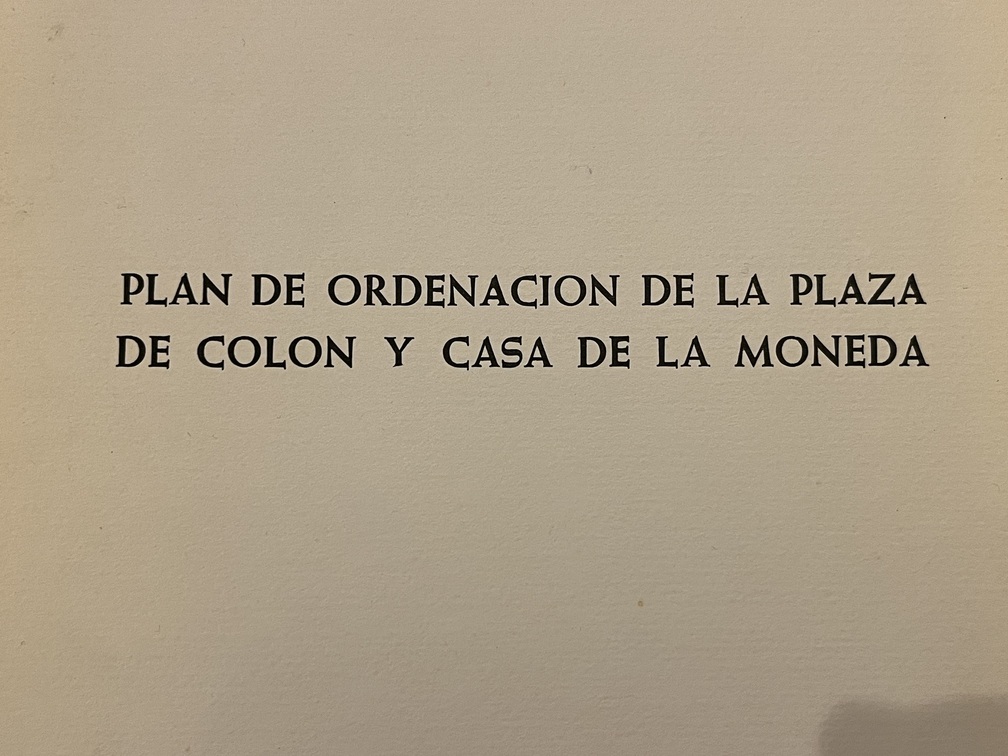 PLAN DE ORDENACION DE LA PLAZA
DE COLON Y CASA DE LA MONEDA